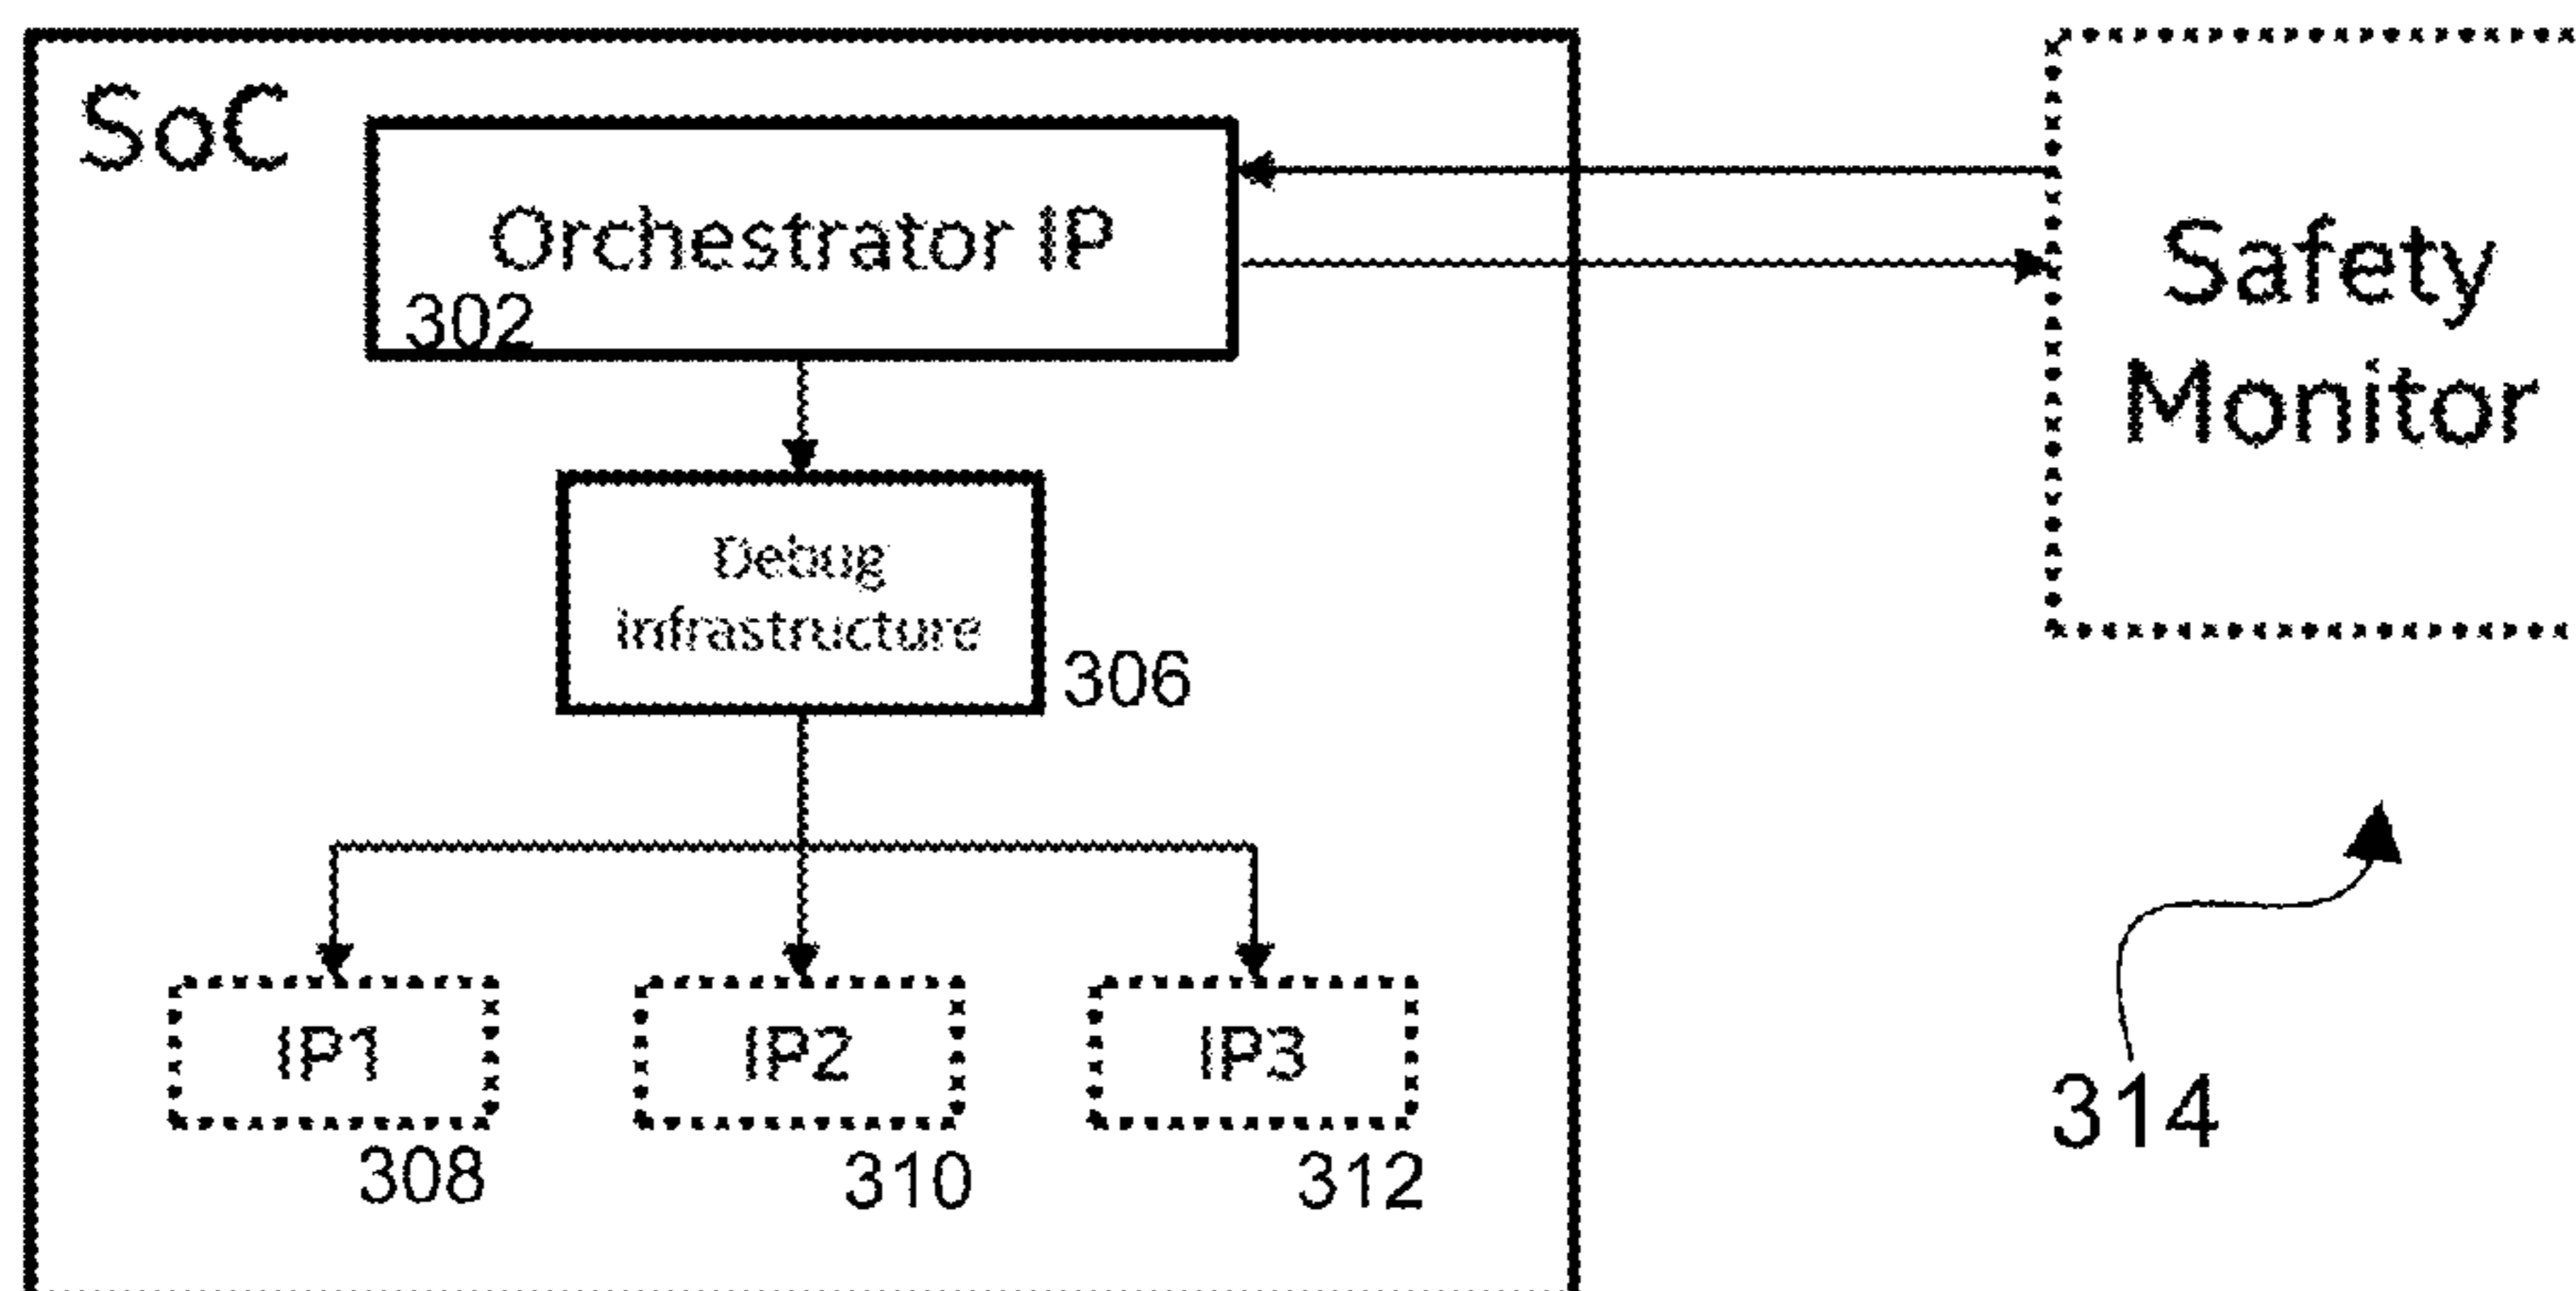 SoC
Orchestrator IP
302
Safety
Monitor
Debug
infrastructure
306
IP1
IP2
IP3
308
310
312
314